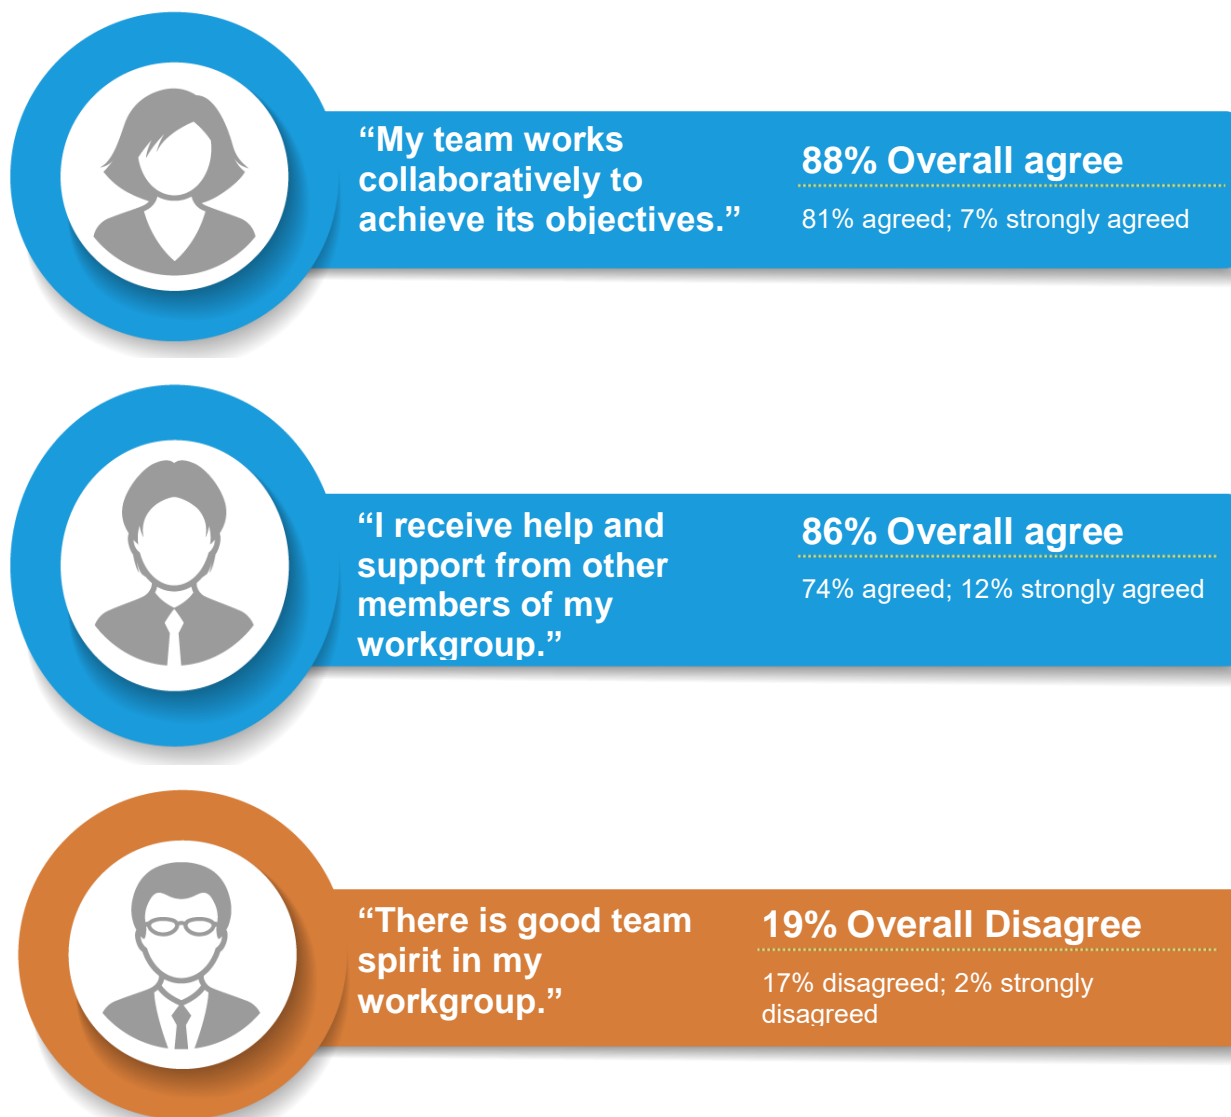 “My team works
collaboratively to
achieve its objectives.”
88% Overall agree
81% agreed; 7% strongly agreed
“I receive help and
support from other
members of my
workgroup.”
86% Overall agree
74% agreed; 12% strongly agreed
“There is good team
spirit in my
workgroup.”
19% Overall Disagree
17% disagreed; 2% strongly
disagreed